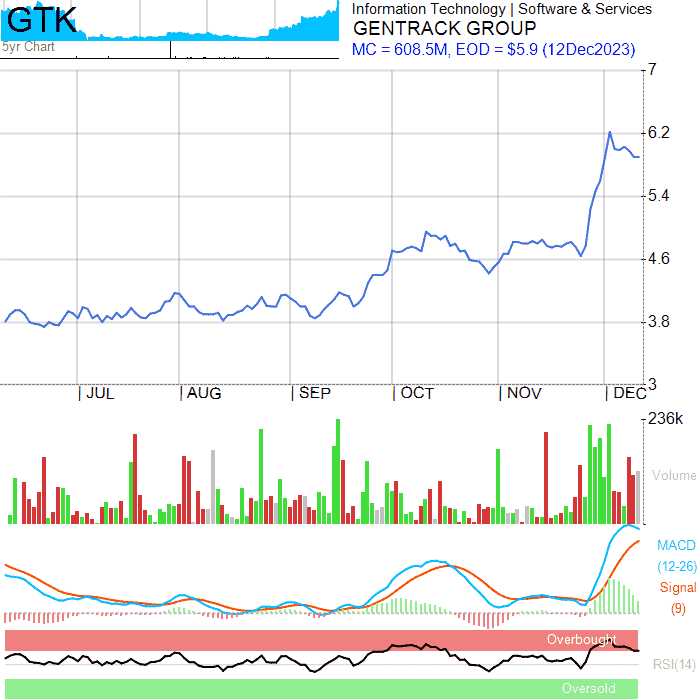 GTK
5yr Chart
Information Technology | Software & Services
GENTRACK GROUP
MC = 608.5M, EOD = $5.9 (12Dec2023)
7
6.2
5.4
4.6
3.8
3
| JUL | AUG | SEP | OCT | NOV | DEC
236k
Volume
MACD
(12-26)
Signal
(9)
Overbought
RSI(14)
Oversold